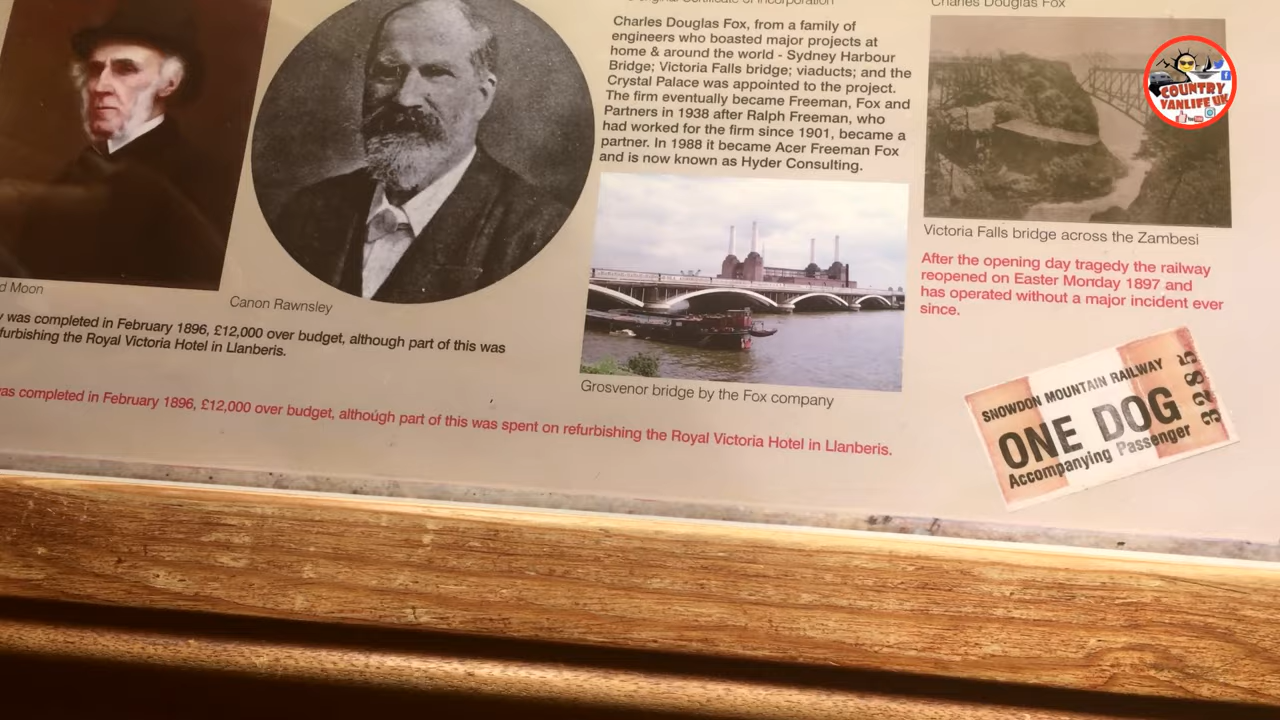 Original Certificate of Incorporation
Charles Douglas Fox
Charles Douglas Fox, from a family of
engineers who boasted major projects at
home & around the world - Sydney Harbour
Bridge; Victoria Falls bridge; viaducts; and the
Crystal Palace was appointed to the project.
The firm eventually became Freeman, Fox and
Partners in 1938 after Ralph Freeman, who
had worked for the firm since 1901, became a
partner. In 1988 it became Acer Freeman Fox
and is now known as Hyder Consulting.
COUNTRY
VANLIFE UK
Victoria Falls bridge across the Zambesi
After the opening day tragedy the railway
reopened on Easter Monday 1897 and
has operated without a major incident ever
since.
d Moon
Canon Rawnsley
was completed in February 1896, £12,000 over budget, although part of this was
furbishing the Royal Victoria Hotel in Llanberis.
Grosvenor bridge by the Fox company
was completed in February 1896, £12,000 over budget, although part of this was spent on refurbishing the Royal Victoria Hotel in Llanberis.
SNOWDON MOUNTAIN RAILWAY
ONE DOG
Accompanying Passenger
3285